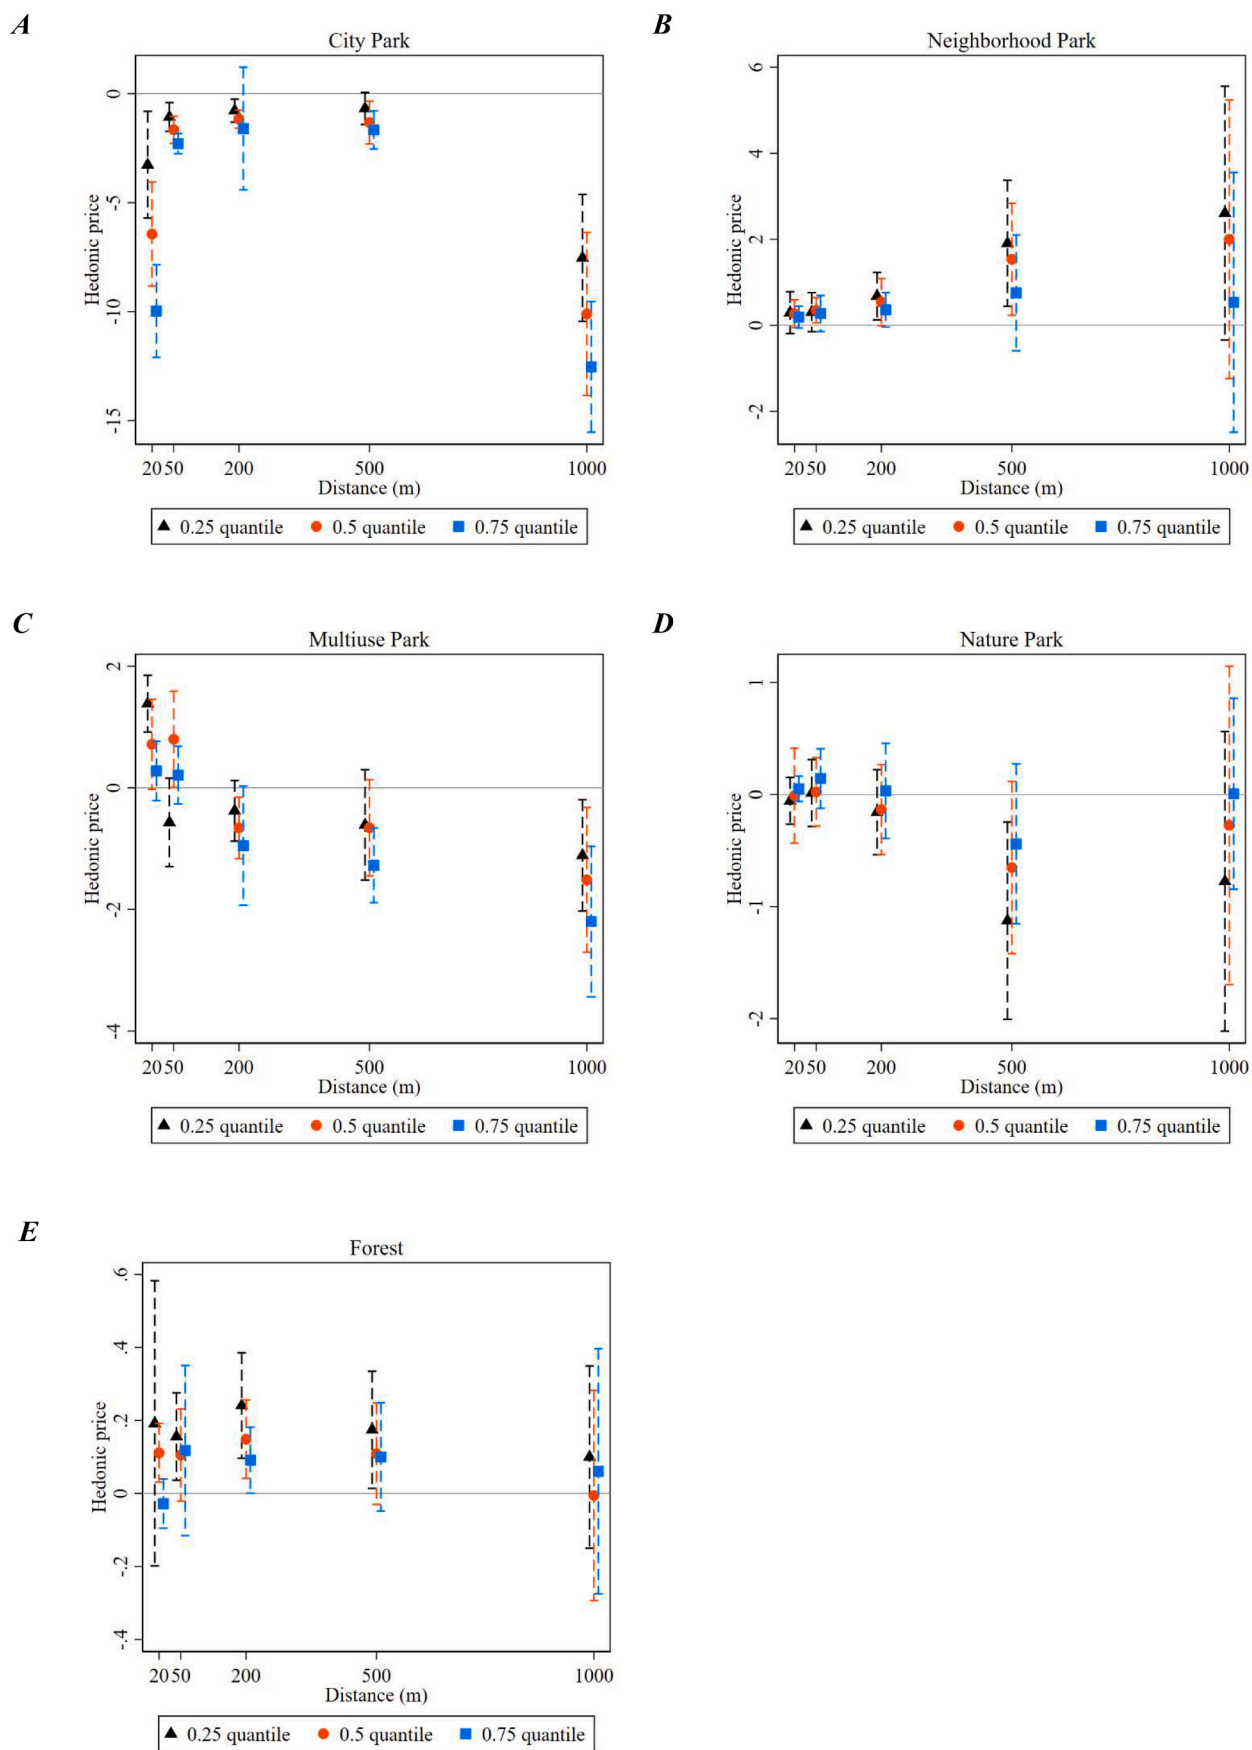 A
City Park
Hedonic price
0
-5
-10
-15
20 50 200 500 1000
Distance (m)
0.25 quantile 0.5 quantile 0.75 quantile
B
Neighborhood Park
Hedonic price
6
4
2
0
-2
20 50 200 500 1000
Distance (m)
0.25 quantile 0.5 quantile 0.75 quantile
C
Multiuse Park
Hedonic price
2
0
-2
-4
20 50 200 500 1000
Distance (m)
0.25 quantile 0.5 quantile 0.75 quantile
D
Nature Park
Hedonic price
1
0
-1
-2
20 50 200 500 1000
Distance (m)
0.25 quantile 0.5 quantile 0.75 quantile
E
Forest
Hedonic price
.6
.4
.2
0
-.2
-.4
20 50 200 500 1000
Distance (m)
0.25 quantile 0.5 quantile 0.75 quantile